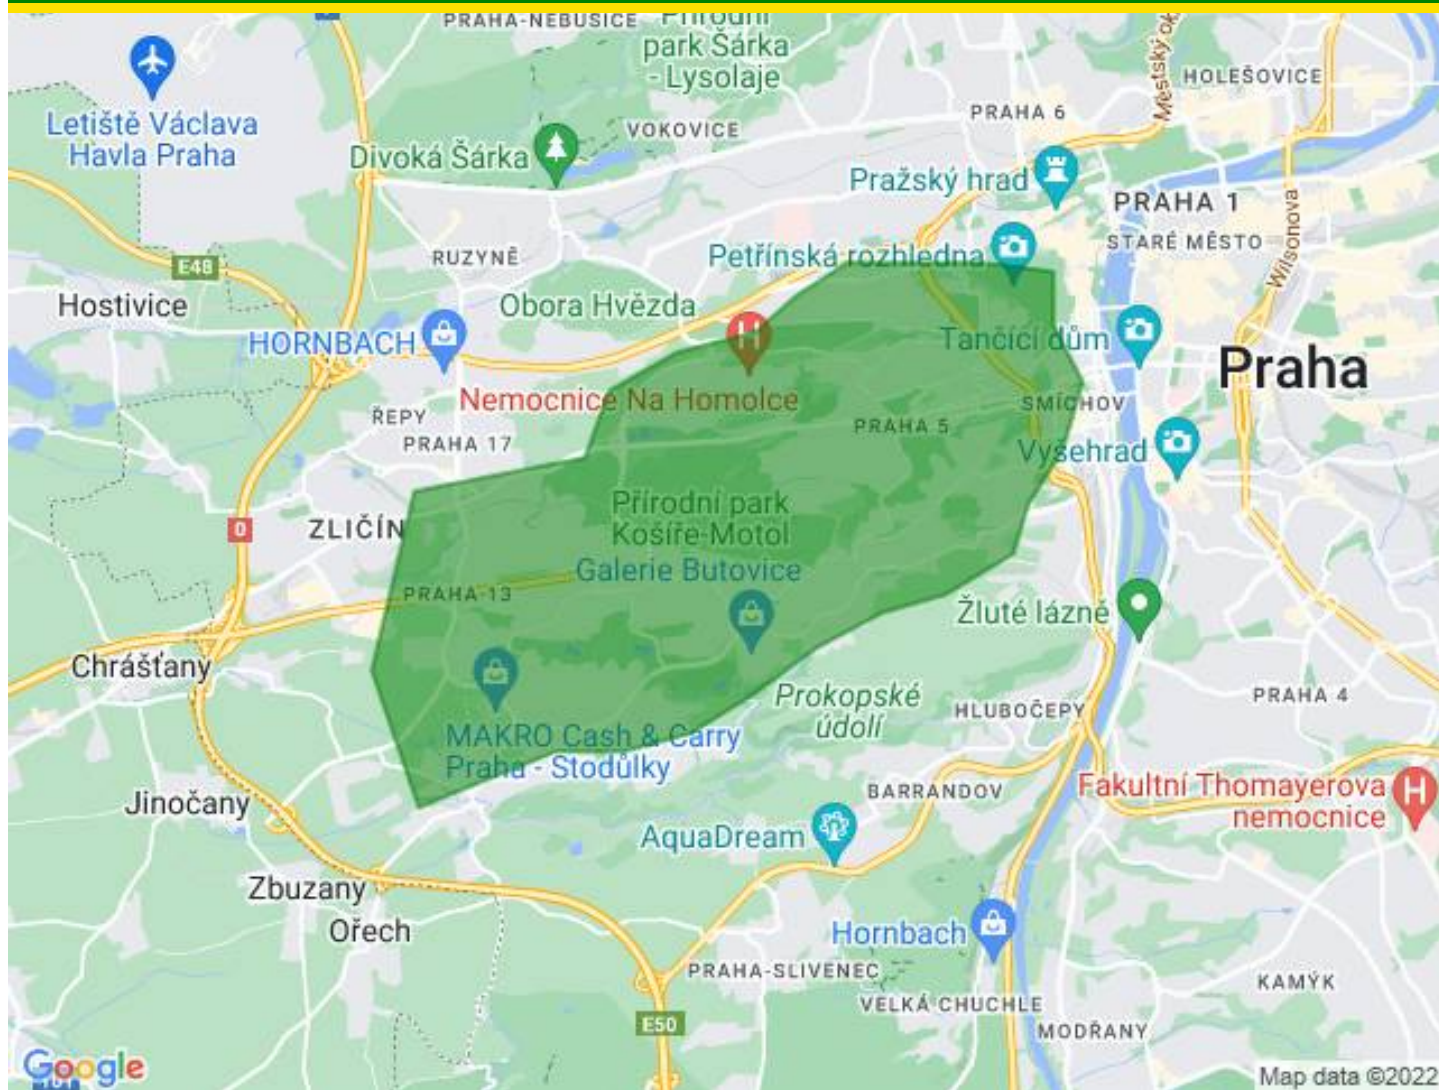 PRAHA-NEBUŠICE
Přírodní
park Šárka
- Lysolaje
Městský ok
HOLEŠOVICE
Letiště Václava
Havla Praha
PRAHA 6
VOKOVICE
Divoká Šárka
Pražský hrad
PRAHA 1
STARÉ MĚSTO
Wilsonova
RUZYNĚ
Petřínská rozhledna
E48
Hostivice
Obora Hvězda
HORNBACH
Tančící dům
Praha
Nemocnice Na Homolce
ŘEPY
PRAHA 17
SMÍCHOV
PRAHA 5
Vyšehrad
Přírodní park
Košíře-Motol
0
ZLIČÍN
Galerie Butovice
PRAHA-13
Žluté lázně
Chrášťany
Prokopské
údolí
PRAHA 4
HLUBOČEPY
MAKRO Cash & Carry
Praha - Stodůlky
Jinočany
BARRANDOV
Fakultní Thomayerova
nemocnice
AquaDream
Zbuzany
Ořech
Hornbach
PRAHA-SLIVENEC
VELKÁ CHUCHLE
KAMÝK
E50
MODŘANY
Google
Map data ©2022